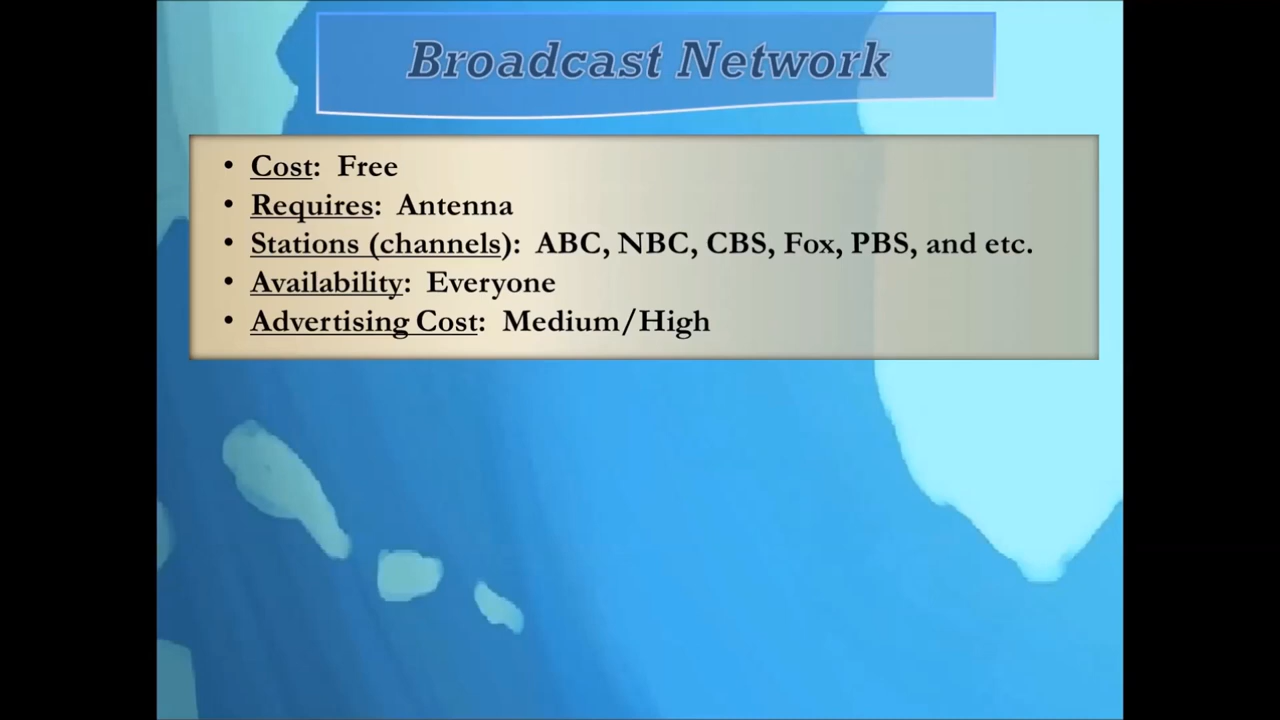 Broadcast Network
• Cost:  Free
• Requires:  Antenna
• Stations (channels):  ABC, NBC, CBS, Fox, PBS, and etc.
• Availability:  Everyone
• Advertising Cost:  Medium/High